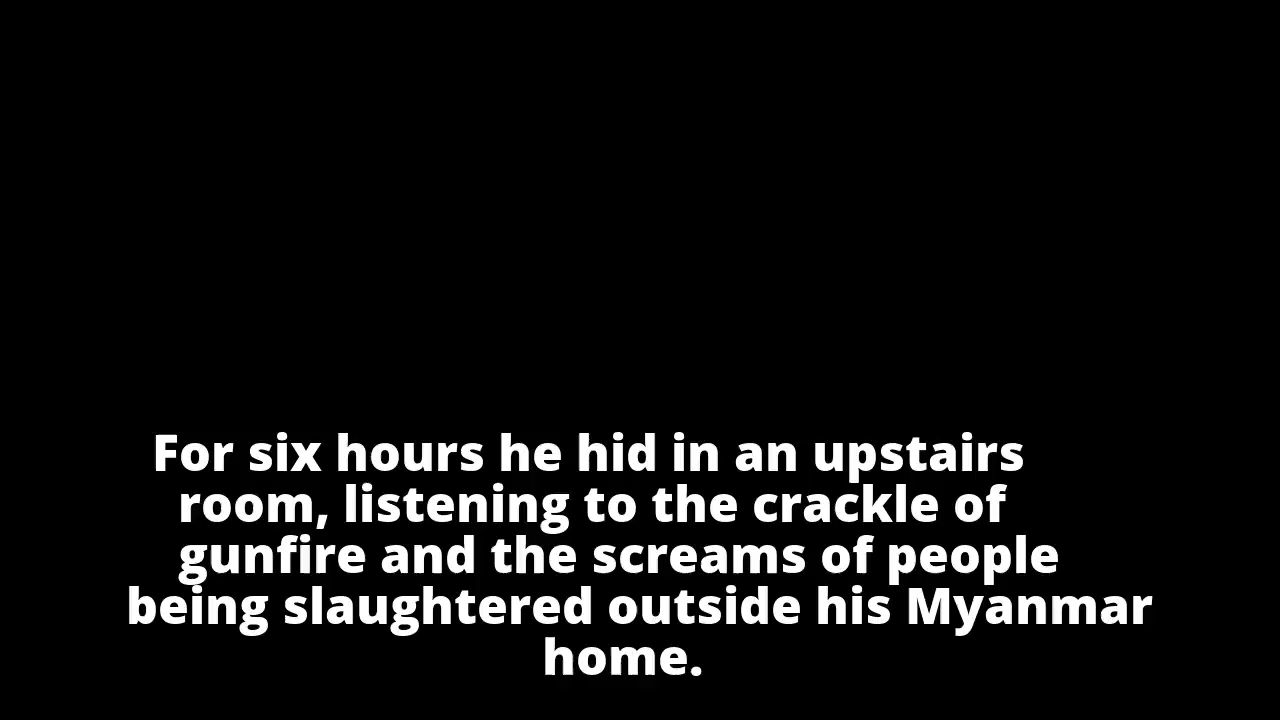 For six hours he hid in an upstairs
room, listening to the crackle of
gunfire and the screams of people
being slaughtered outside his Myanmar
home.